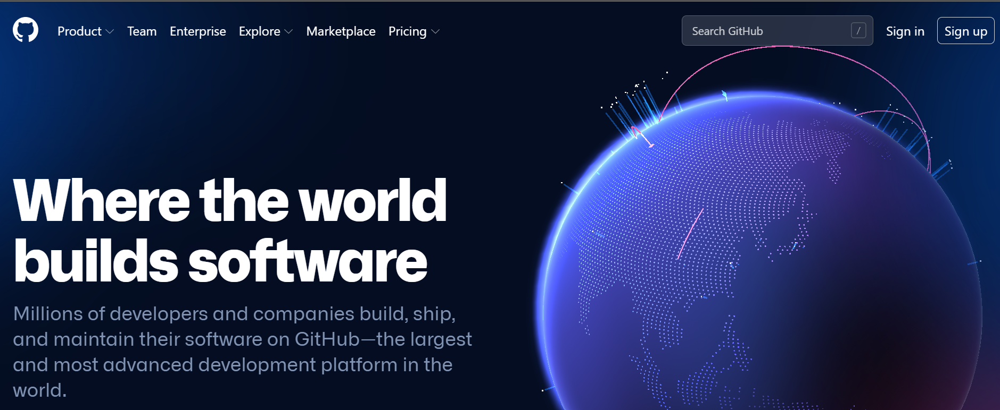 Product Team Enterprise Explore Marketplace Pricing Search GitHub / Sign in Sign up
Where the world
builds software
Millions of developers and companies build, ship,
and maintain their software on GitHub—the largest
and most advanced development platform in the
world.